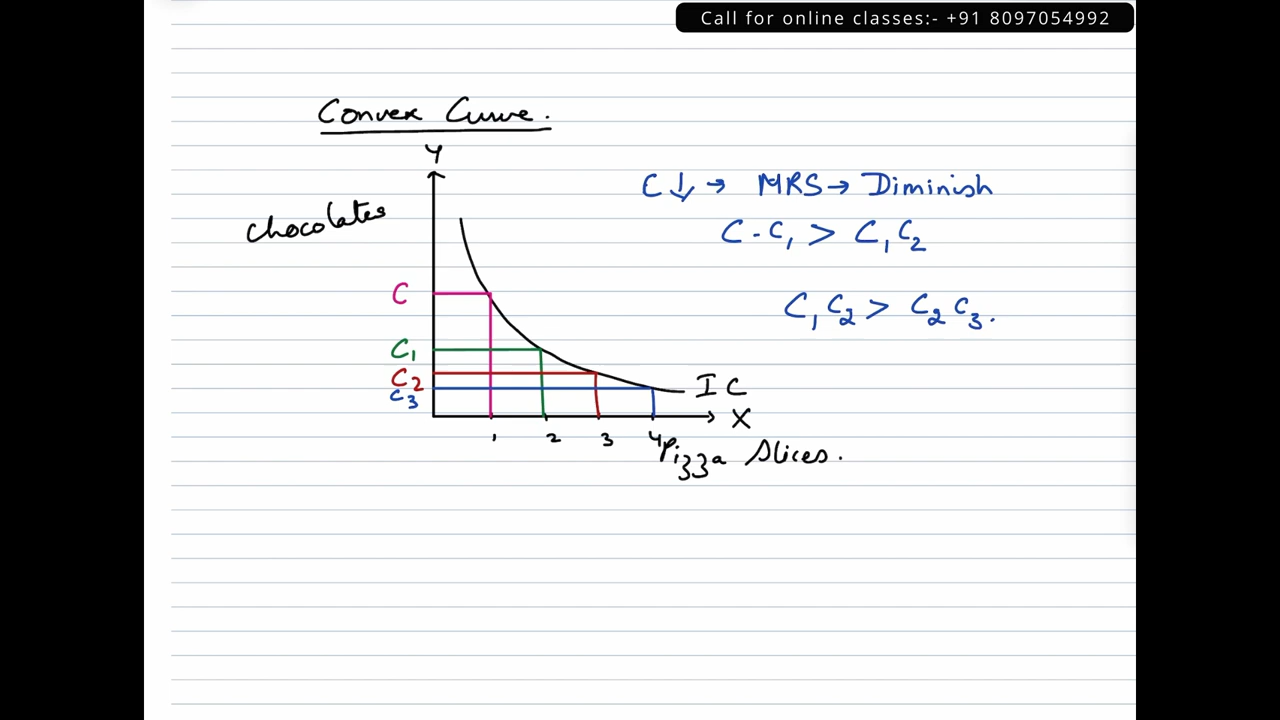 Call for online classes:- +91 8097054992
Convex Curve.
Y
chocolates
C↓ → MRS → Diminish
C - C₁ > C₁C₂
C
C₁C₂ > C₂C₃.
C₁
C₂
C₃
IC
X
1 2 3 4
Pizza Slices.